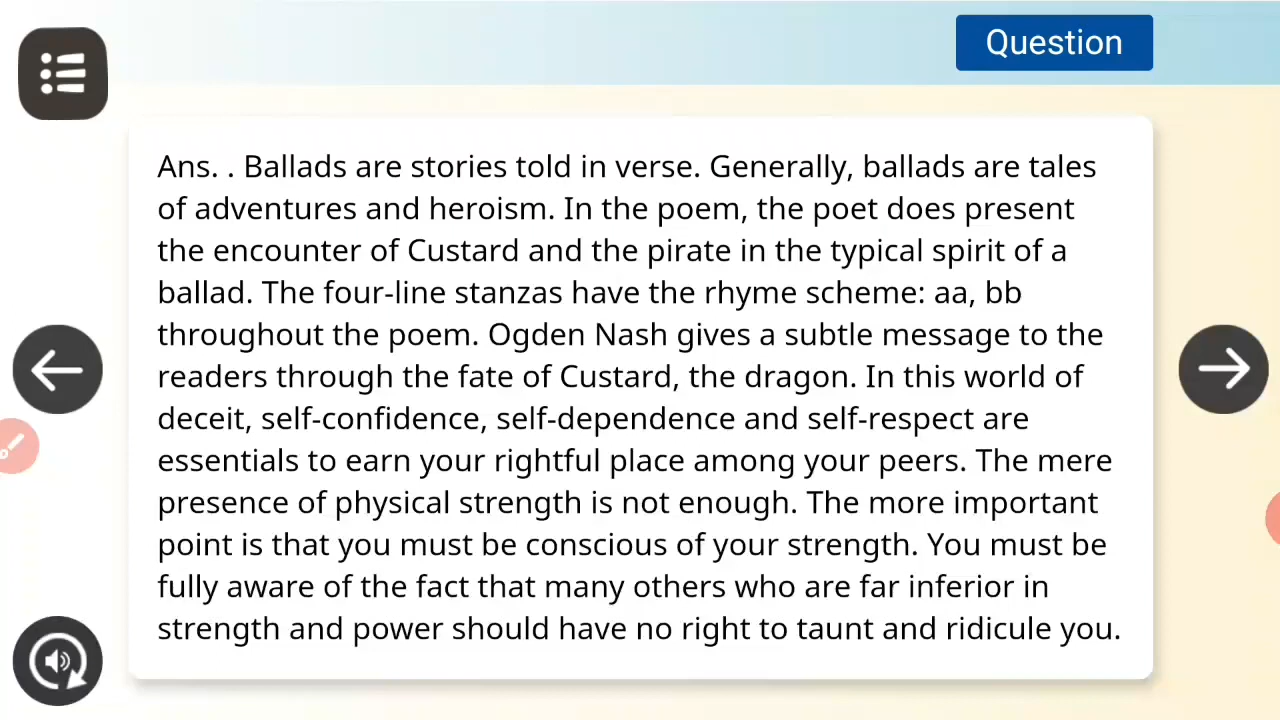 Question
Ans. . Ballads are stories told in verse. Generally, ballads are tales
of adventures and heroism. In the poem, the poet does present
the encounter of Custard and the pirate in the typical spirit of a
ballad. The four-line stanzas have the rhyme scheme: aa, bb
throughout the poem. Ogden Nash gives a subtle message to the
readers through the fate of Custard, the dragon. In this world of
deceit, self-confidence, self-dependence and self-respect are
essentials to earn your rightful place among your peers. The mere
presence of physical strength is not enough. The more important
point is that you must be conscious of your strength. You must be
fully aware of the fact that many others who are far inferior in
strength and power should have no right to taunt and ridicule you.